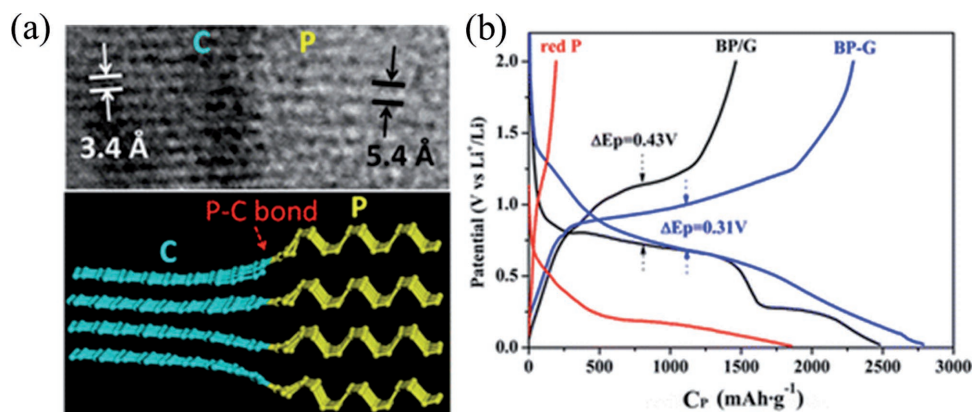 (a)
C
P
3.4 Å
5.4 Å
P-C bond
P
C
(b)
red P
BP/G
BP-G
ΔEp=0.43V
ΔEp=0.31V
Potential (V vs Li⁺/Li)
2.0
1.5
1.0
0.5
0.0
0 500 1000 1500 2000 2500 3000
Cₚ (mAh·g⁻¹)